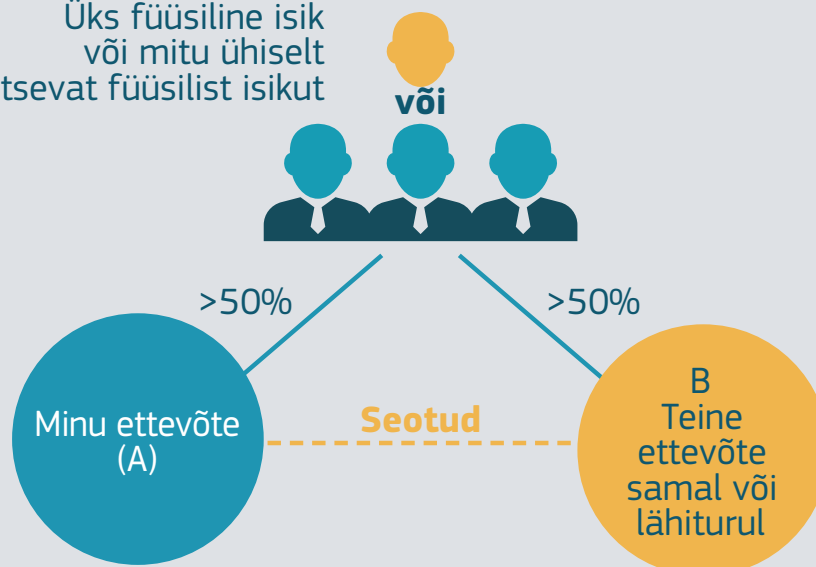 Üks füüsiline isik
või mitu ühiselt
tsevat füüsilist isikut
või
>50%
>50%
Minu ettevõte
(A)
Seotud
B
Teine
ettevõte
samal või
lähiturul